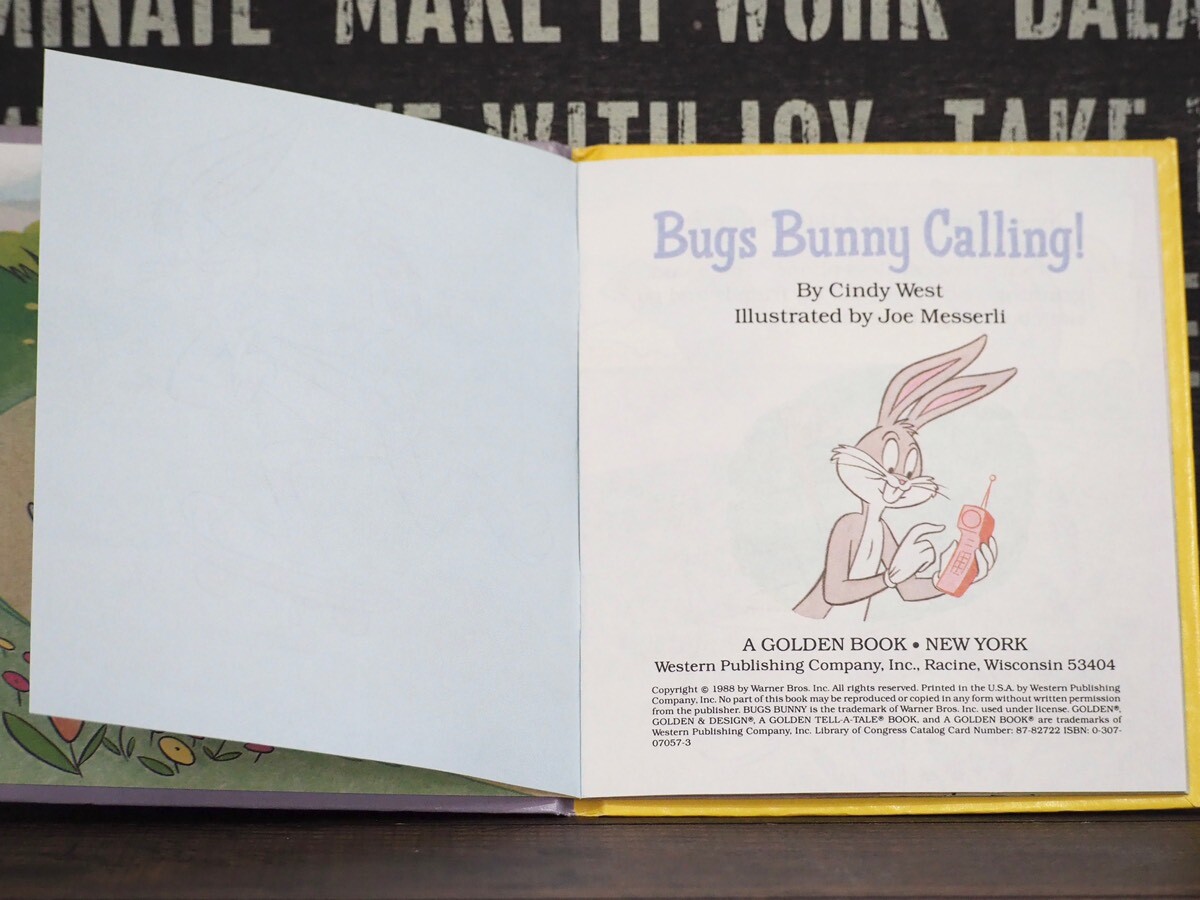 MAKE IT WORK
WITH JOY TAKE
Bugs Bunny Calling!
By Cindy West
Illustrated by Joe Messerli
A GOLDEN BOOK • NEW YORK
Western Publishing Company, Inc., Racine, Wisconsin 53404
Copyright © 1988 by Warner Bros. Inc. All rights reserved. Printed in the U.S.A. by Western Publishing
Company, Inc. No part of this book may be reproduced or copied in any form without written permission
from the publisher. BUGS BUNNY is the trademark of Warner Bros. Inc. used under license. GOLDEN®,
GOLDEN & DESIGN®, A GOLDEN TELL-A-TALE® BOOK, and A GOLDEN BOOK® are trademarks of
Western Publishing Company, Inc. Library of Congress Catalog Card Number: 87-82722 ISBN: 0-307-
07057-3